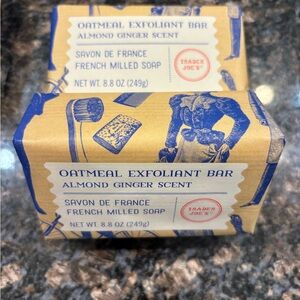 OATMEAL EXFOLIANT BAR
ALMOND GINGER SCENT
SAVON DE FRANCE
FRENCH MILLED SOAP
NET WT. 8.8 OZ (249g)
TRADER
JOE'S
OATMEAL EXFOLIANT BAR
ALMOND GINGER SCENT
SAVON DE FRANCE
FRENCH MILLED SOAP
NET WT. 8.8 OZ (249g)
TRADER
JOE'S